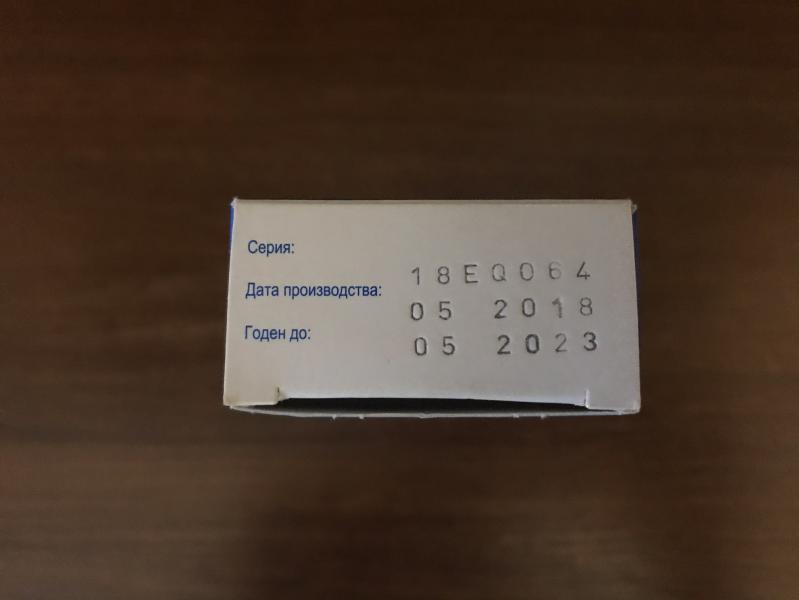 Серия: 18EQ064
Дата производства: 05 2018
Годен до: 05 2023